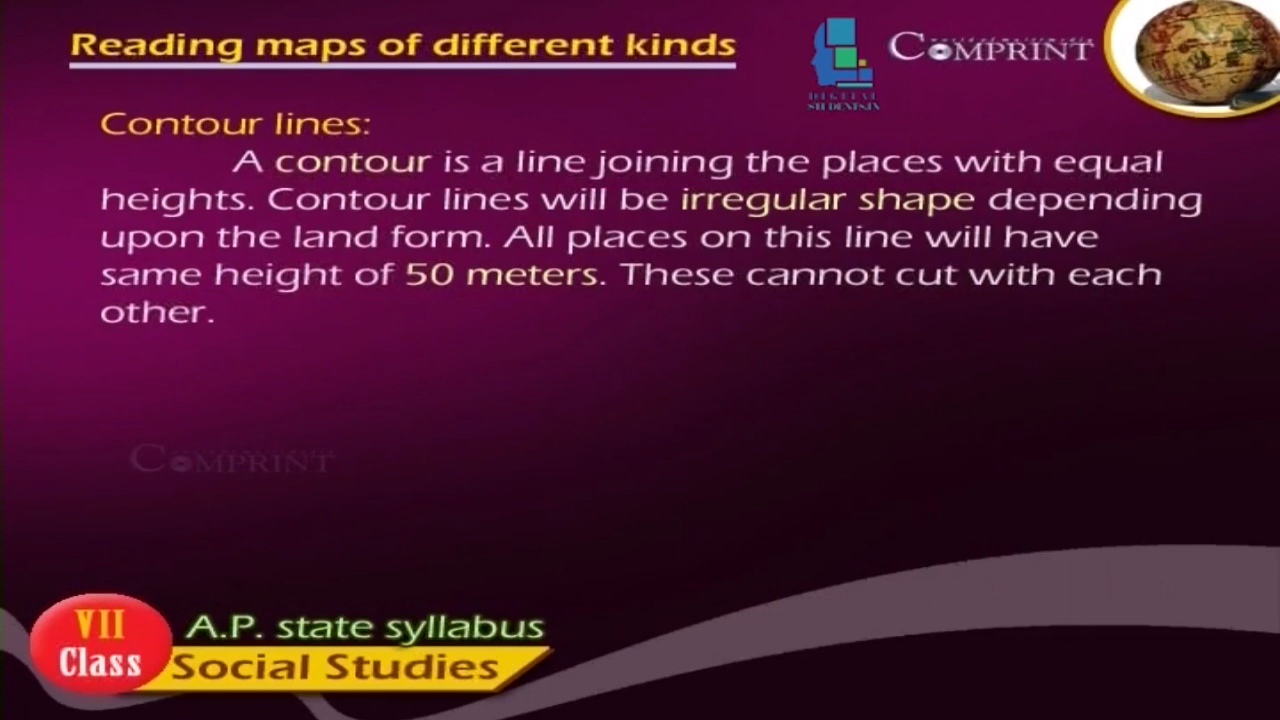 Reading maps of different kinds
COMPRINT
Contour lines:
A contour is a line joining the places with equal
heights. Contour lines will be irregular shape depending
upon the land form. All places on this line will have
same height of 50 meters. These cannot cut with each
other.
COMPRINT
VII
Class
A.P. state syllabus
Social Studies